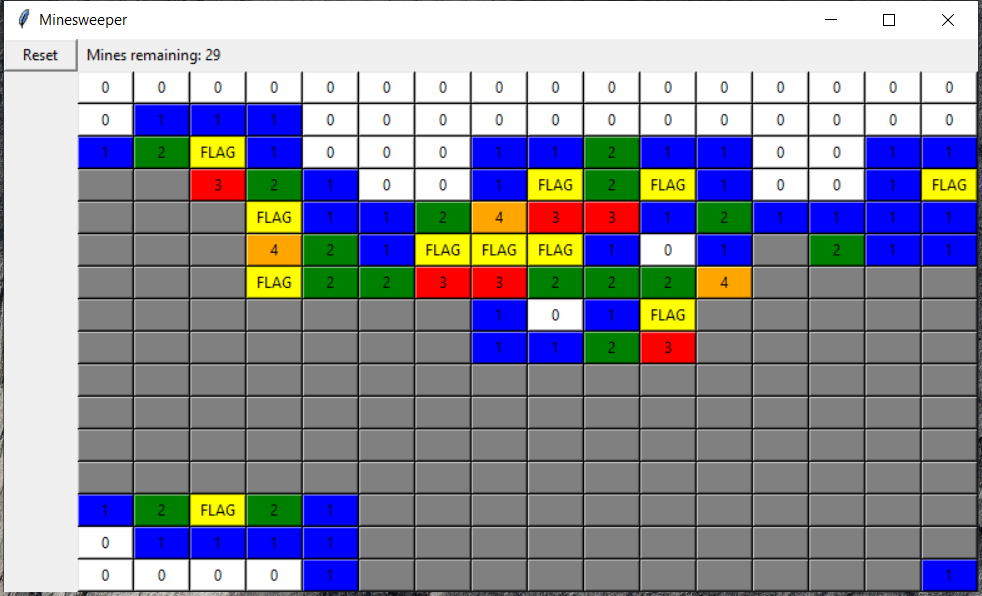 Minesweeper
Reset Mines remaining: 29
0 0 0 0 0 0 0 0 0 0 0 0 0 0 0 0
0 1 1 1 0 0 0 0 0 0 0 0 0 0 0 0
1 2 FLAG 1 0 0 0 1 1 2 1 1 0 0 1 1
3 2 1 0 0 1 FLAG 2 FLAG 1 0 0 1 FLAG
FLAG 1 1 2 4 3 3 1 2 1 1 1 1
4 2 1 FLAG FLAG FLAG 1 0 1 2 1 1
FLAG 2 2 3 3 2 2 2 4
1 0 1 FLAG
1 1 2 3
1 2 FLAG 2 1
0 1 1 1 1
0 0 0 0 1 1